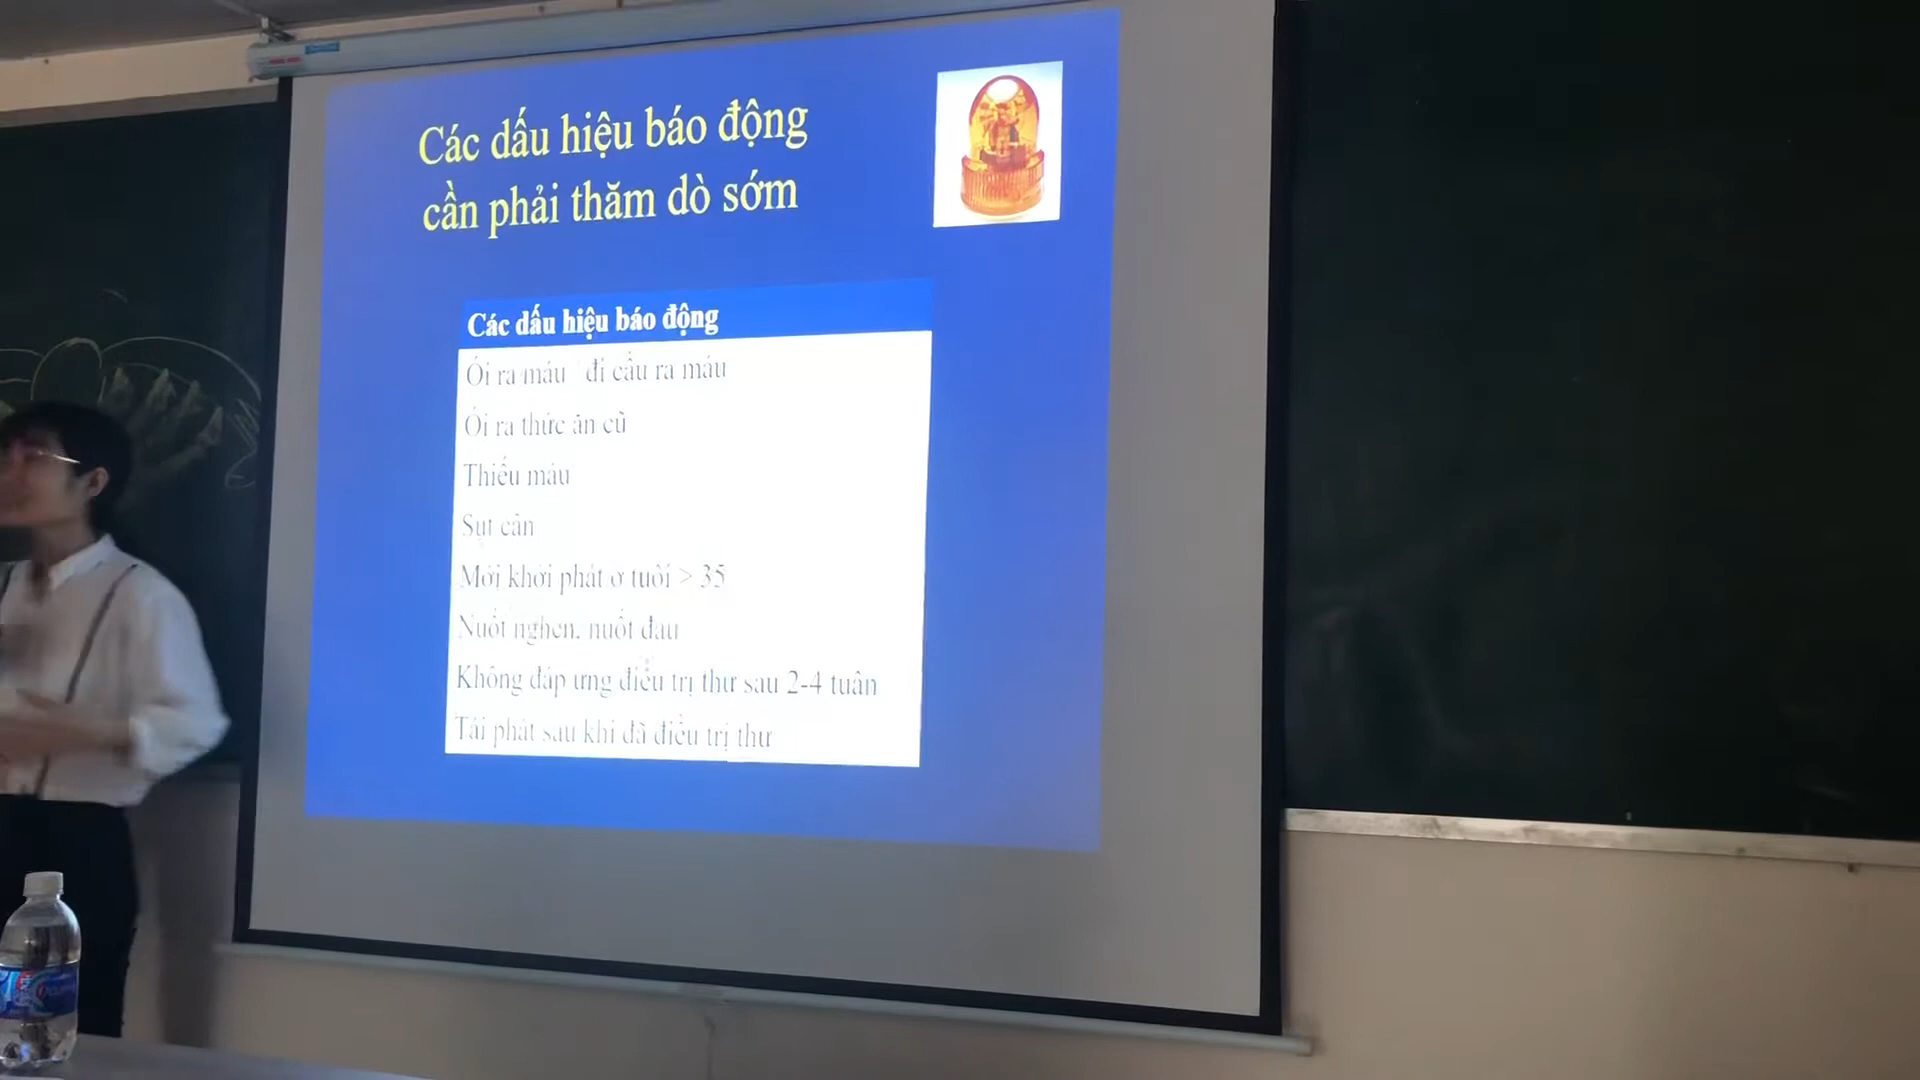 Các dấu hiệu báo động
cần phải thăm dò sớm
Các dấu hiệu báo động
Ói ra máu / đi cầu ra máu
Ói ra thức ăn cũ
Thiếu máu
Sụt cân
Mới khởi phát ở tuổi > 35
Nuốt nghẹn, nuốt đau
Không đáp ứng điều trị thử sau 2-4 tuần
Tái phát sau khi đã điều trị thử